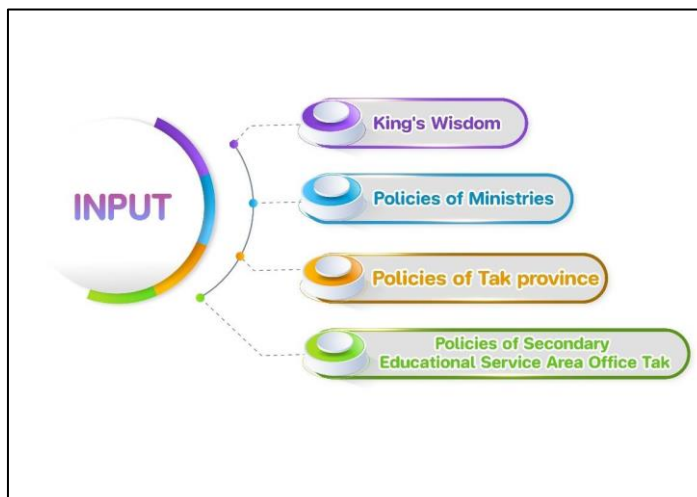 INPUT
King's Wisdom
Policies of Ministries
Policies of Tak province
Policies of Secondary
Educational Service Area Office Tak